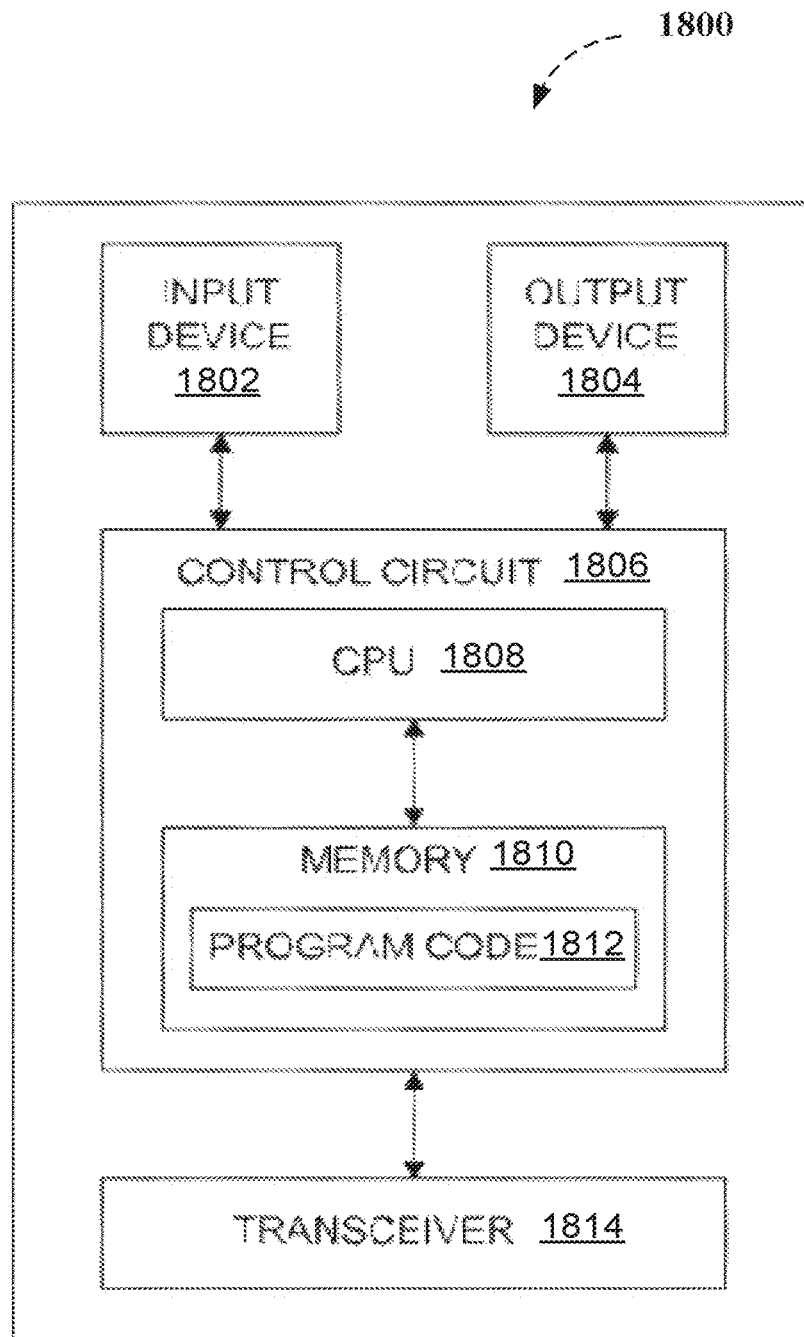 1800
INPUT
DEVICE
1802
OUTPUT
DEVICE
1804
CONTROL CIRCUIT 1806
CPU 1808
MEMORY 1810
PROGRAM CODE 1812
TRANSCEIVER 1814